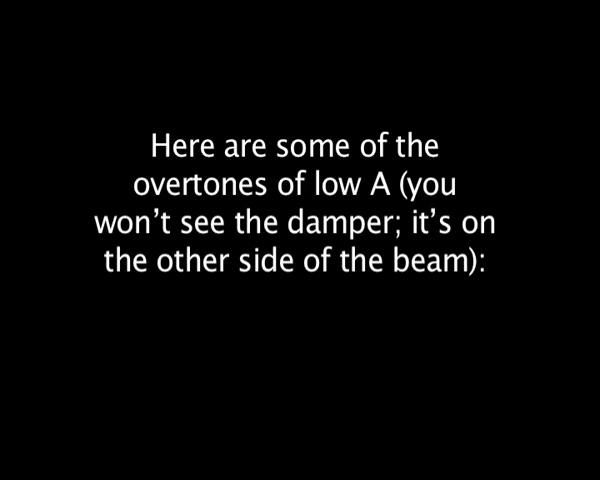 Here are some of the
overtones of low A (you
won’t see the damper; it’s on
the other side of the beam):